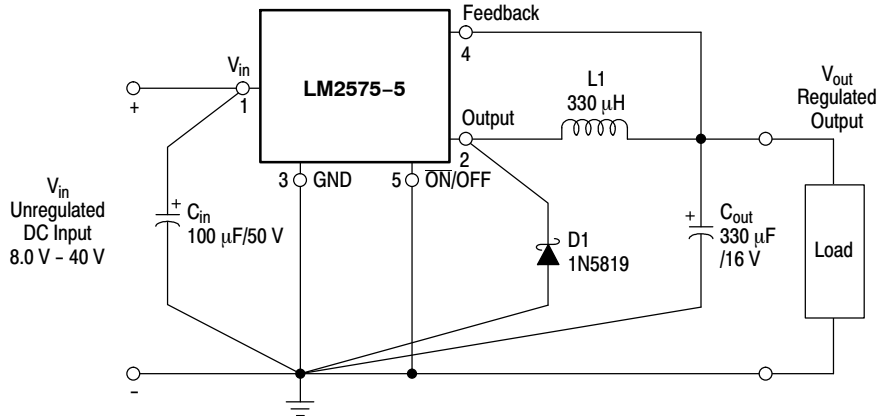 Feedback
4
V_in
LM2575–5
L1
330 μH
V_out
Regulated
Output
+
1
Output
2
3
GND
5
O̅N̅/OFF
V_in
Unregulated
DC Input
8.0 V – 40 V
+
C_in
100 μF/50 V
D1
1N5819
+
C_out
330 μF
/16 V
Load
-